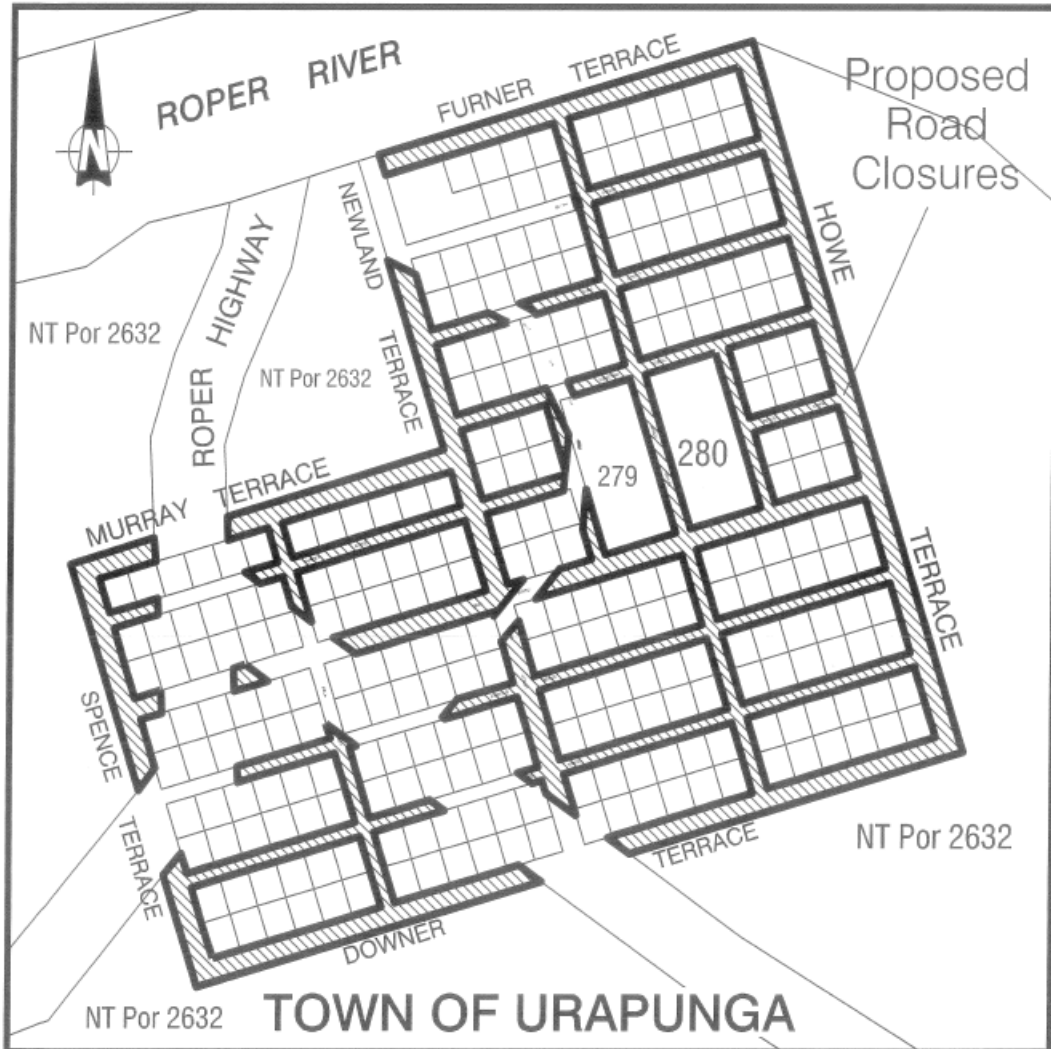 ROPER RIVER
FURNER TERRACE
Proposed
Road
Closures
N
NEWLAND TERRACE
HOWE TERRACE
ROPER HIGHWAY
NT Por 2632
NT Por 2632
279
280
MURRAY TERRACE
SPENCE TERRACE
DOWNER TERRACE
NT Por 2632
NT Por 2632
TOWN OF URAPUNGA